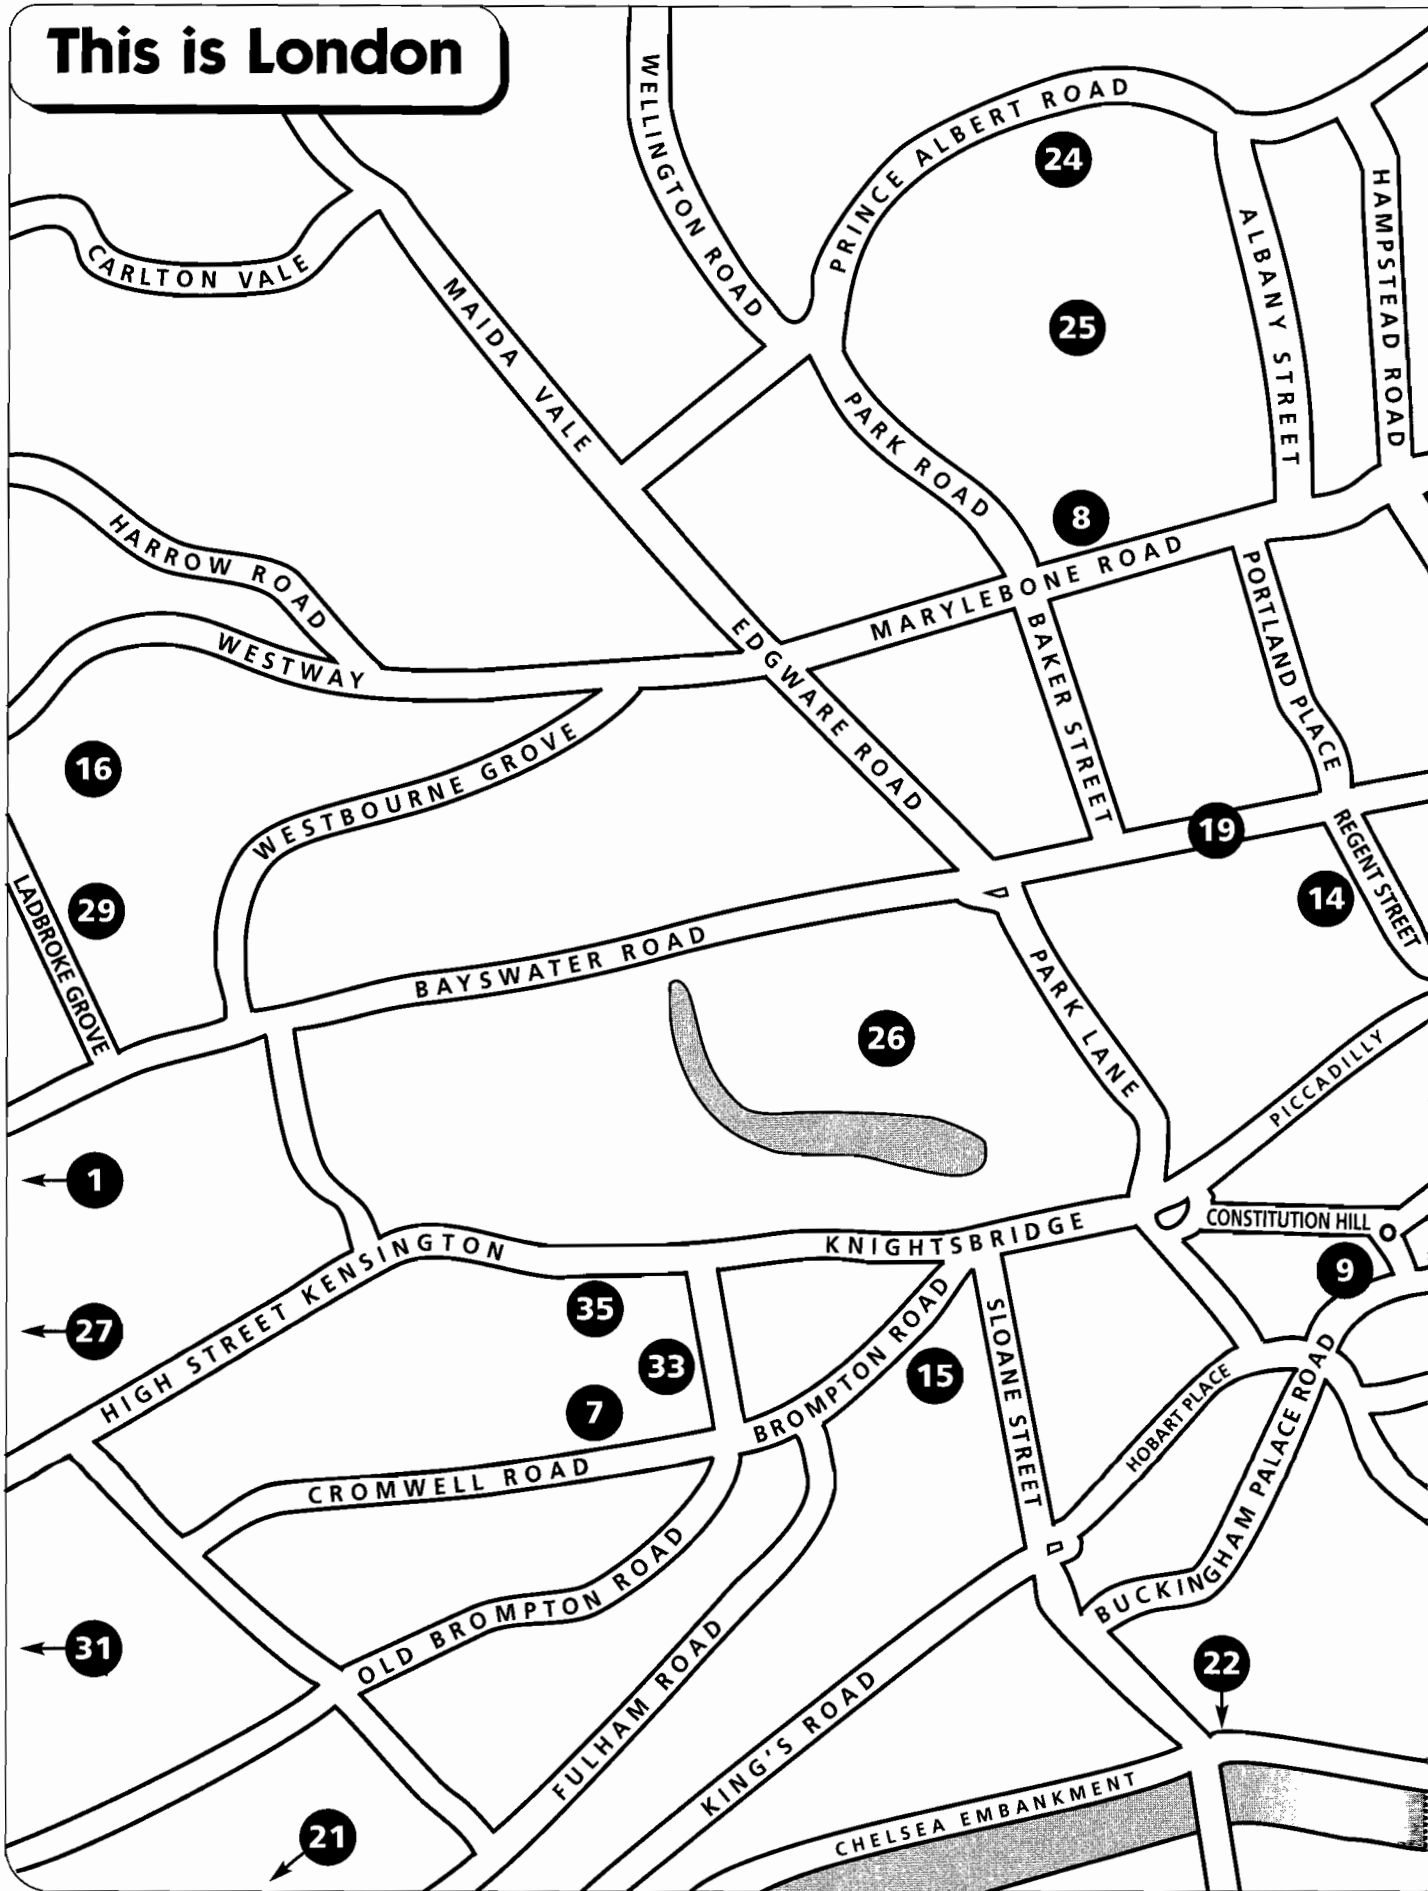 This is London
WELLINGTON ROAD
PRINCE ALBERT ROAD
24
HAMPSTEAD ROAD
ALBANY STREET
CARLTON VALE
MAIDA VALE
25
PARK ROAD
8
HARROW ROAD
MARYLEBONE ROAD
PORTLAND PLACE
WESTWAY
EDGWARE ROAD
BAKER STREET
16
WESTBOURNE GROVE
19
REGENT STREET
14
29
LADBROKE GROVE
BAYSWATER ROAD
PARK LANE
26
PICCADILLY
1
CONSTITUTION HILL
KNIGHTSBRIDGE
9
27
HIGH STREET KENSINGTON
35
33
7
BROMPTON ROAD
15
SLOANE STREET
HOBART PLACE
BUCKINGHAM PALACE ROAD
CROMWELL ROAD
OLD BROMPTON ROAD
31
22
FULHAM ROAD
KING'S ROAD
CHELSEA EMBANKMENT
21